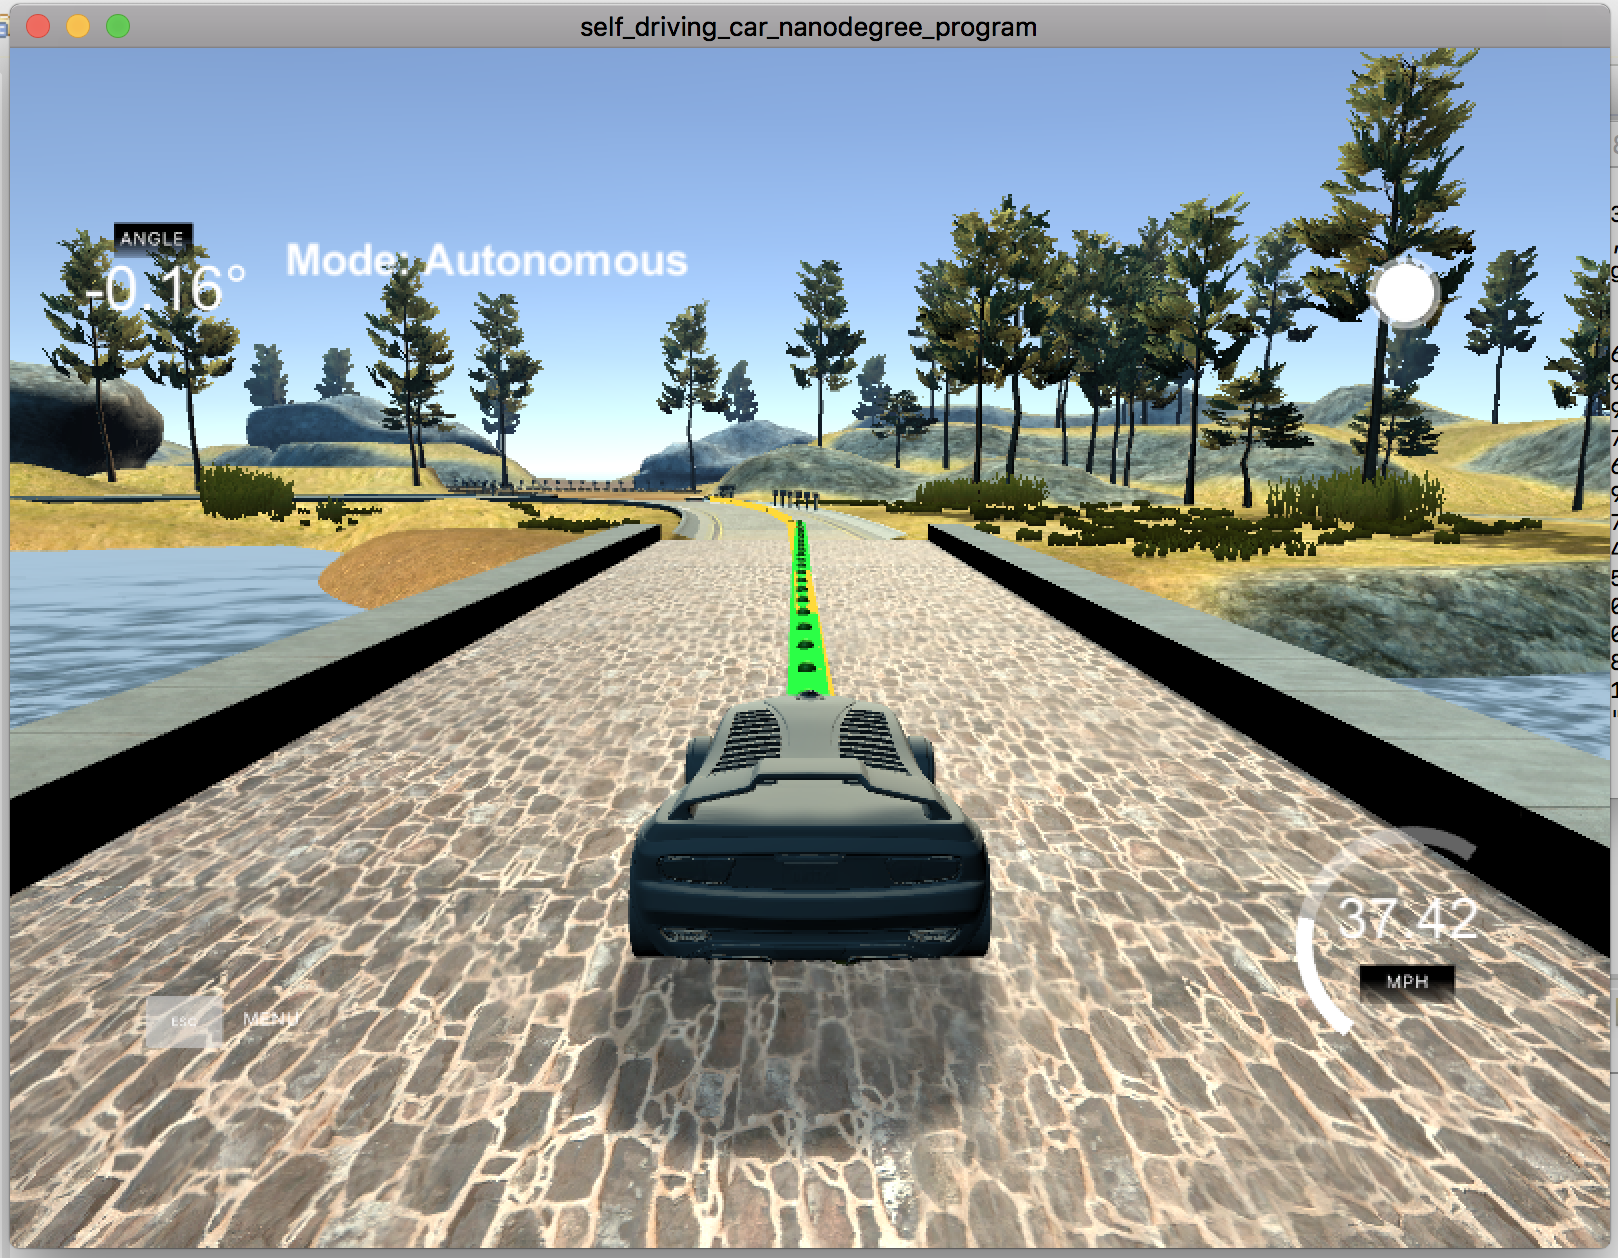 self_driving_car_nanodegree_program
ANGLE
-0.16°
Mode: Autonomous
37.42
MPH
ESC
MENU